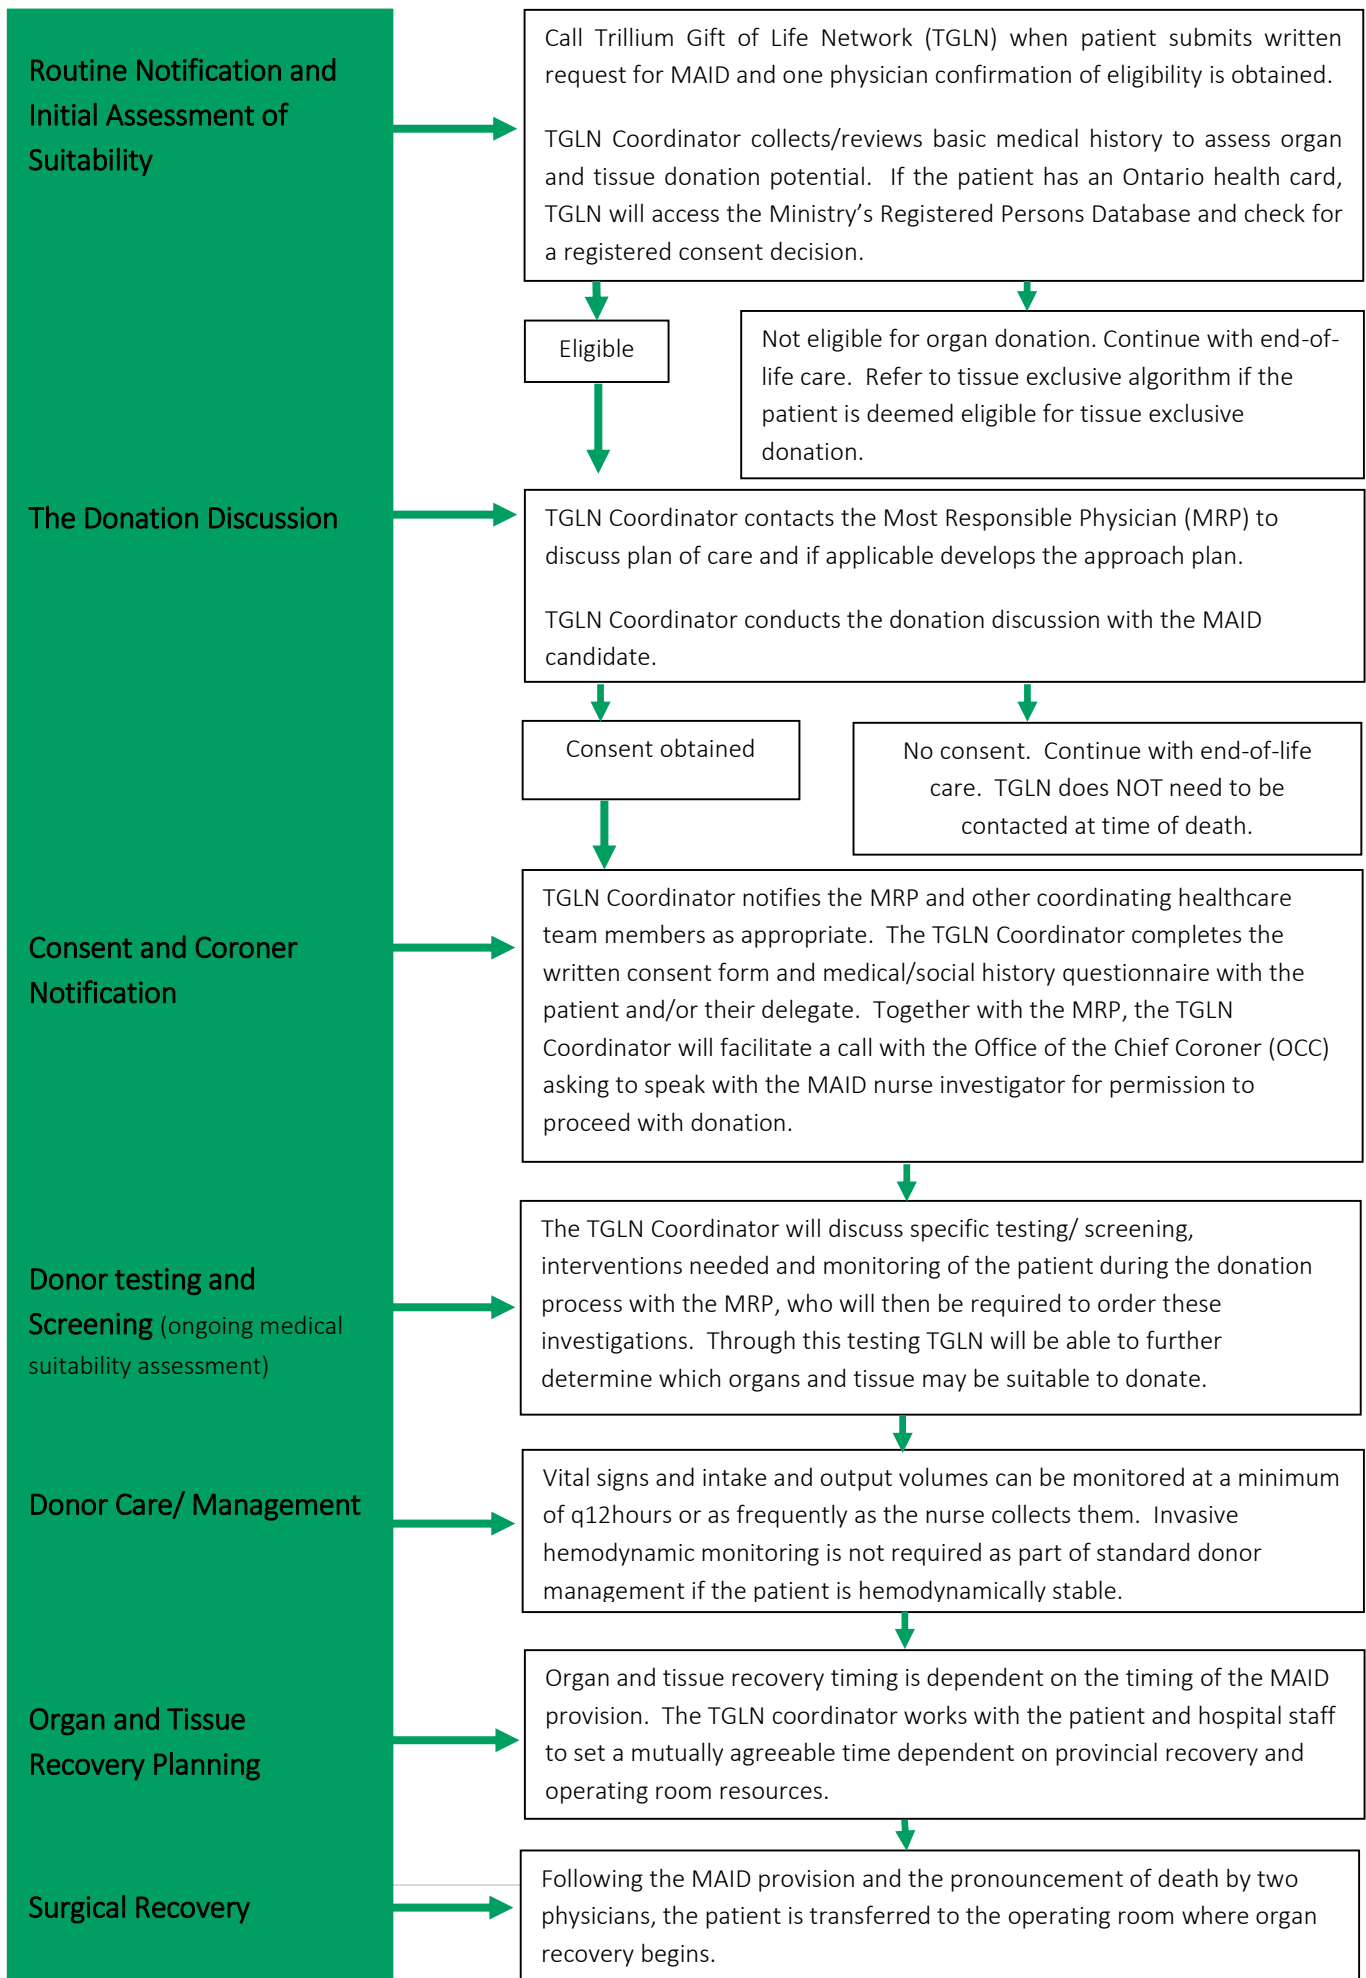 Routine Notification and
Initial Assessment of
Suitability
Call Trillium Gift of Life Network (TGLN) when patient submits written
request for MAID and one physician confirmation of eligibility is obtained.
TGLN Coordinator collects/reviews basic medical history to assess organ
and tissue donation potential. If the patient has an Ontario health card,
TGLN will access the Ministry's Registered Persons Database and check for
a registered consent decision.
Eligible
Not eligible for organ donation. Continue with end-of-
life care. Refer to tissue exclusive algorithm if the
patient is deemed eligible for tissue exclusive
donation.
The Donation Discussion
TGLN Coordinator contacts the Most Responsible Physician (MRP) to
discuss plan of care and if applicable develops the approach plan.
TGLN Coordinator conducts the donation discussion with the MAID
candidate.
Consent obtained
No consent. Continue with end-of-life
care. TGLN does NOT need to be
contacted at time of death.
Consent and Coroner
Notification
TGLN Coordinator notifies the MRP and other coordinating healthcare
team members as appropriate. The TGLN Coordinator completes the
written consent form and medical/social history questionnaire with the
patient and/or their delegate. Together with the MRP, the TGLN
Coordinator will facilitate a call with the Office of the Chief Coroner (OCC)
asking to speak with the MAID nurse investigator for permission to
proceed with donation.
Donor testing and
Screening (ongoing medical
suitability assessment)
The TGLN Coordinator will discuss specific testing/ screening,
interventions needed and monitoring of the patient during the donation
process with the MRP, who will then be required to order these
investigations. Through this testing TGLN will be able to further
determine which organs and tissue may be suitable to donate.
Donor Care/ Management
Vital signs and intake and output volumes can be monitored at a minimum
of q12hours or as frequently as the nurse collects them. Invasive
hemodynamic monitoring is not required as part of standard donor
management if the patient is hemodynamically stable.
Organ and Tissue
Recovery Planning
Organ and tissue recovery timing is dependent on the timing of the MAID
provision. The TGLN coordinator works with the patient and hospital staff
to set a mutually agreeable time dependent on provincial recovery and
operating room resources.
Surgical Recovery
Following the MAID provision and the pronouncement of death by two
physicians, the patient is transferred to the operating room where organ
recovery begins.